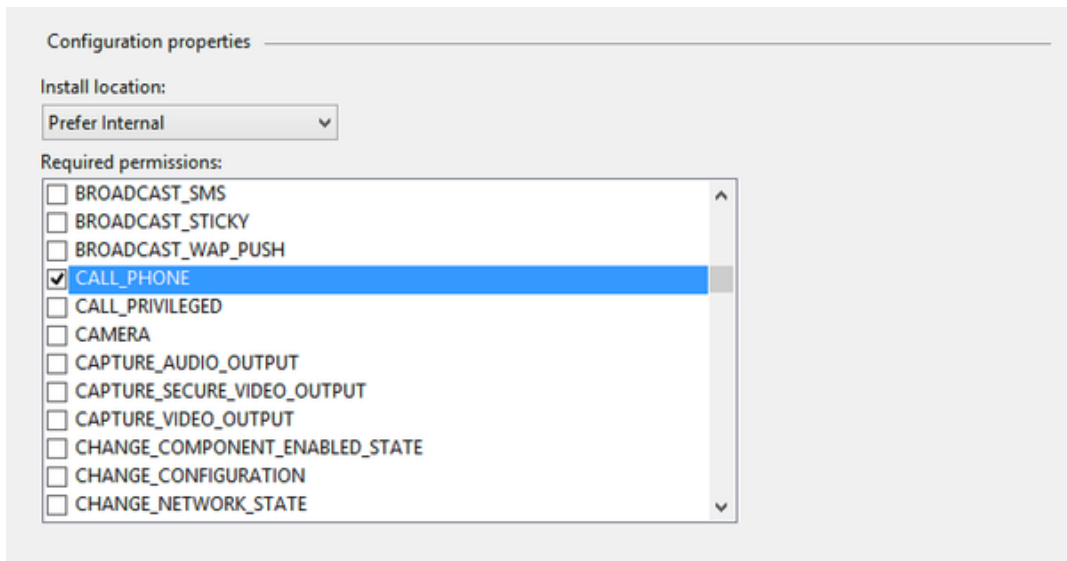 Configuration properties
Install location:
Prefer Internal
Required permissions:
BROADCAST_SMS
BROADCAST_STICKY
BROADCAST_WAP_PUSH
CALL_PHONE
CALL_PRIVILEGED
CAMERA
CAPTURE_AUDIO_OUTPUT
CAPTURE_SECURE_VIDEO_OUTPUT
CAPTURE_VIDEO_OUTPUT
CHANGE_COMPONENT_ENABLED_STATE
CHANGE_CONFIGURATION
CHANGE_NETWORK_STATE